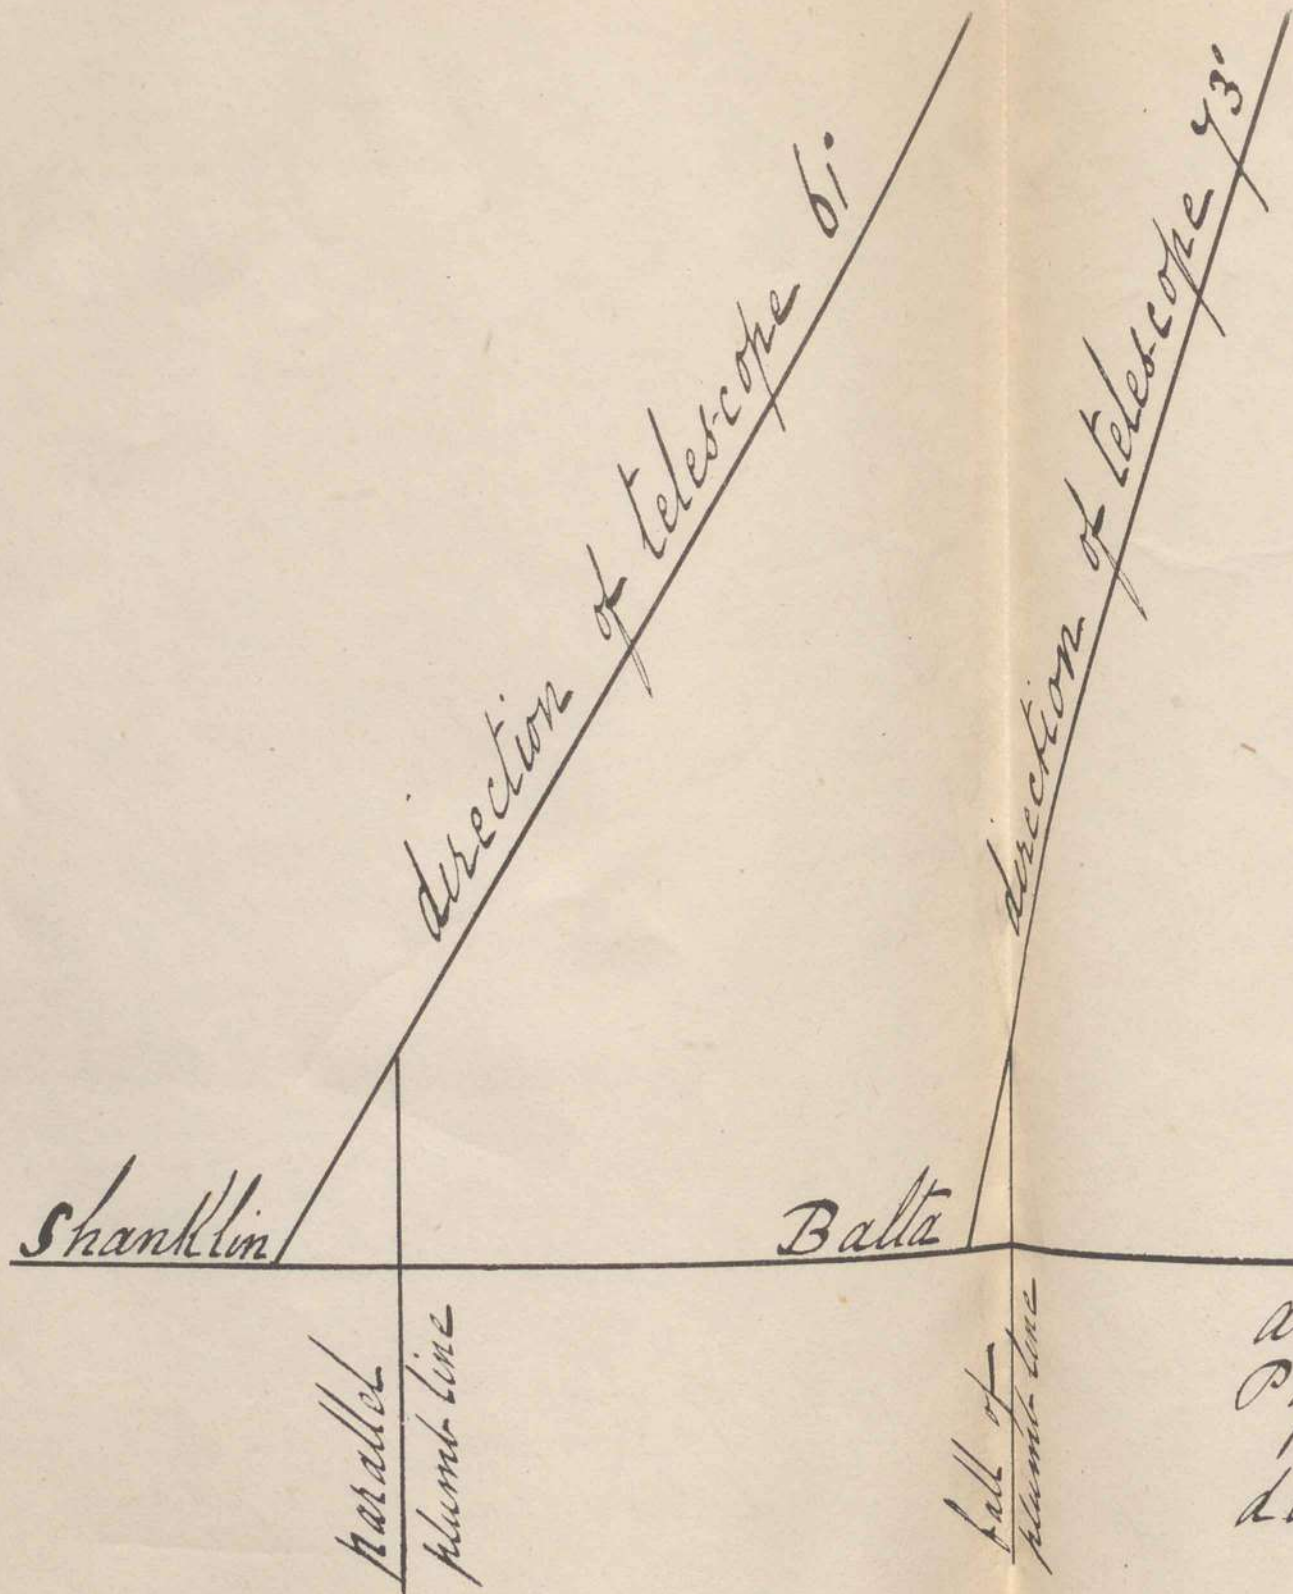 direction of telescope 61°
direction of telescope 73°
Shanklin
Balta
parallel
plumb-line
fall of
plumb-line
a
P
d